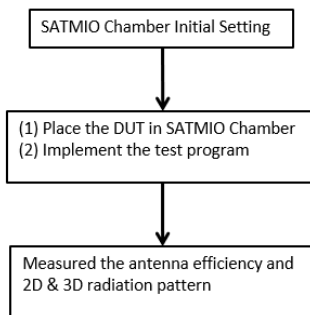 SATMIO Chamber Initial Setting
(1) Place the DUT in SATMIO Chamber
(2) Implement the test program
Measured the antenna efficiency and
2D & 3D radiation pattern